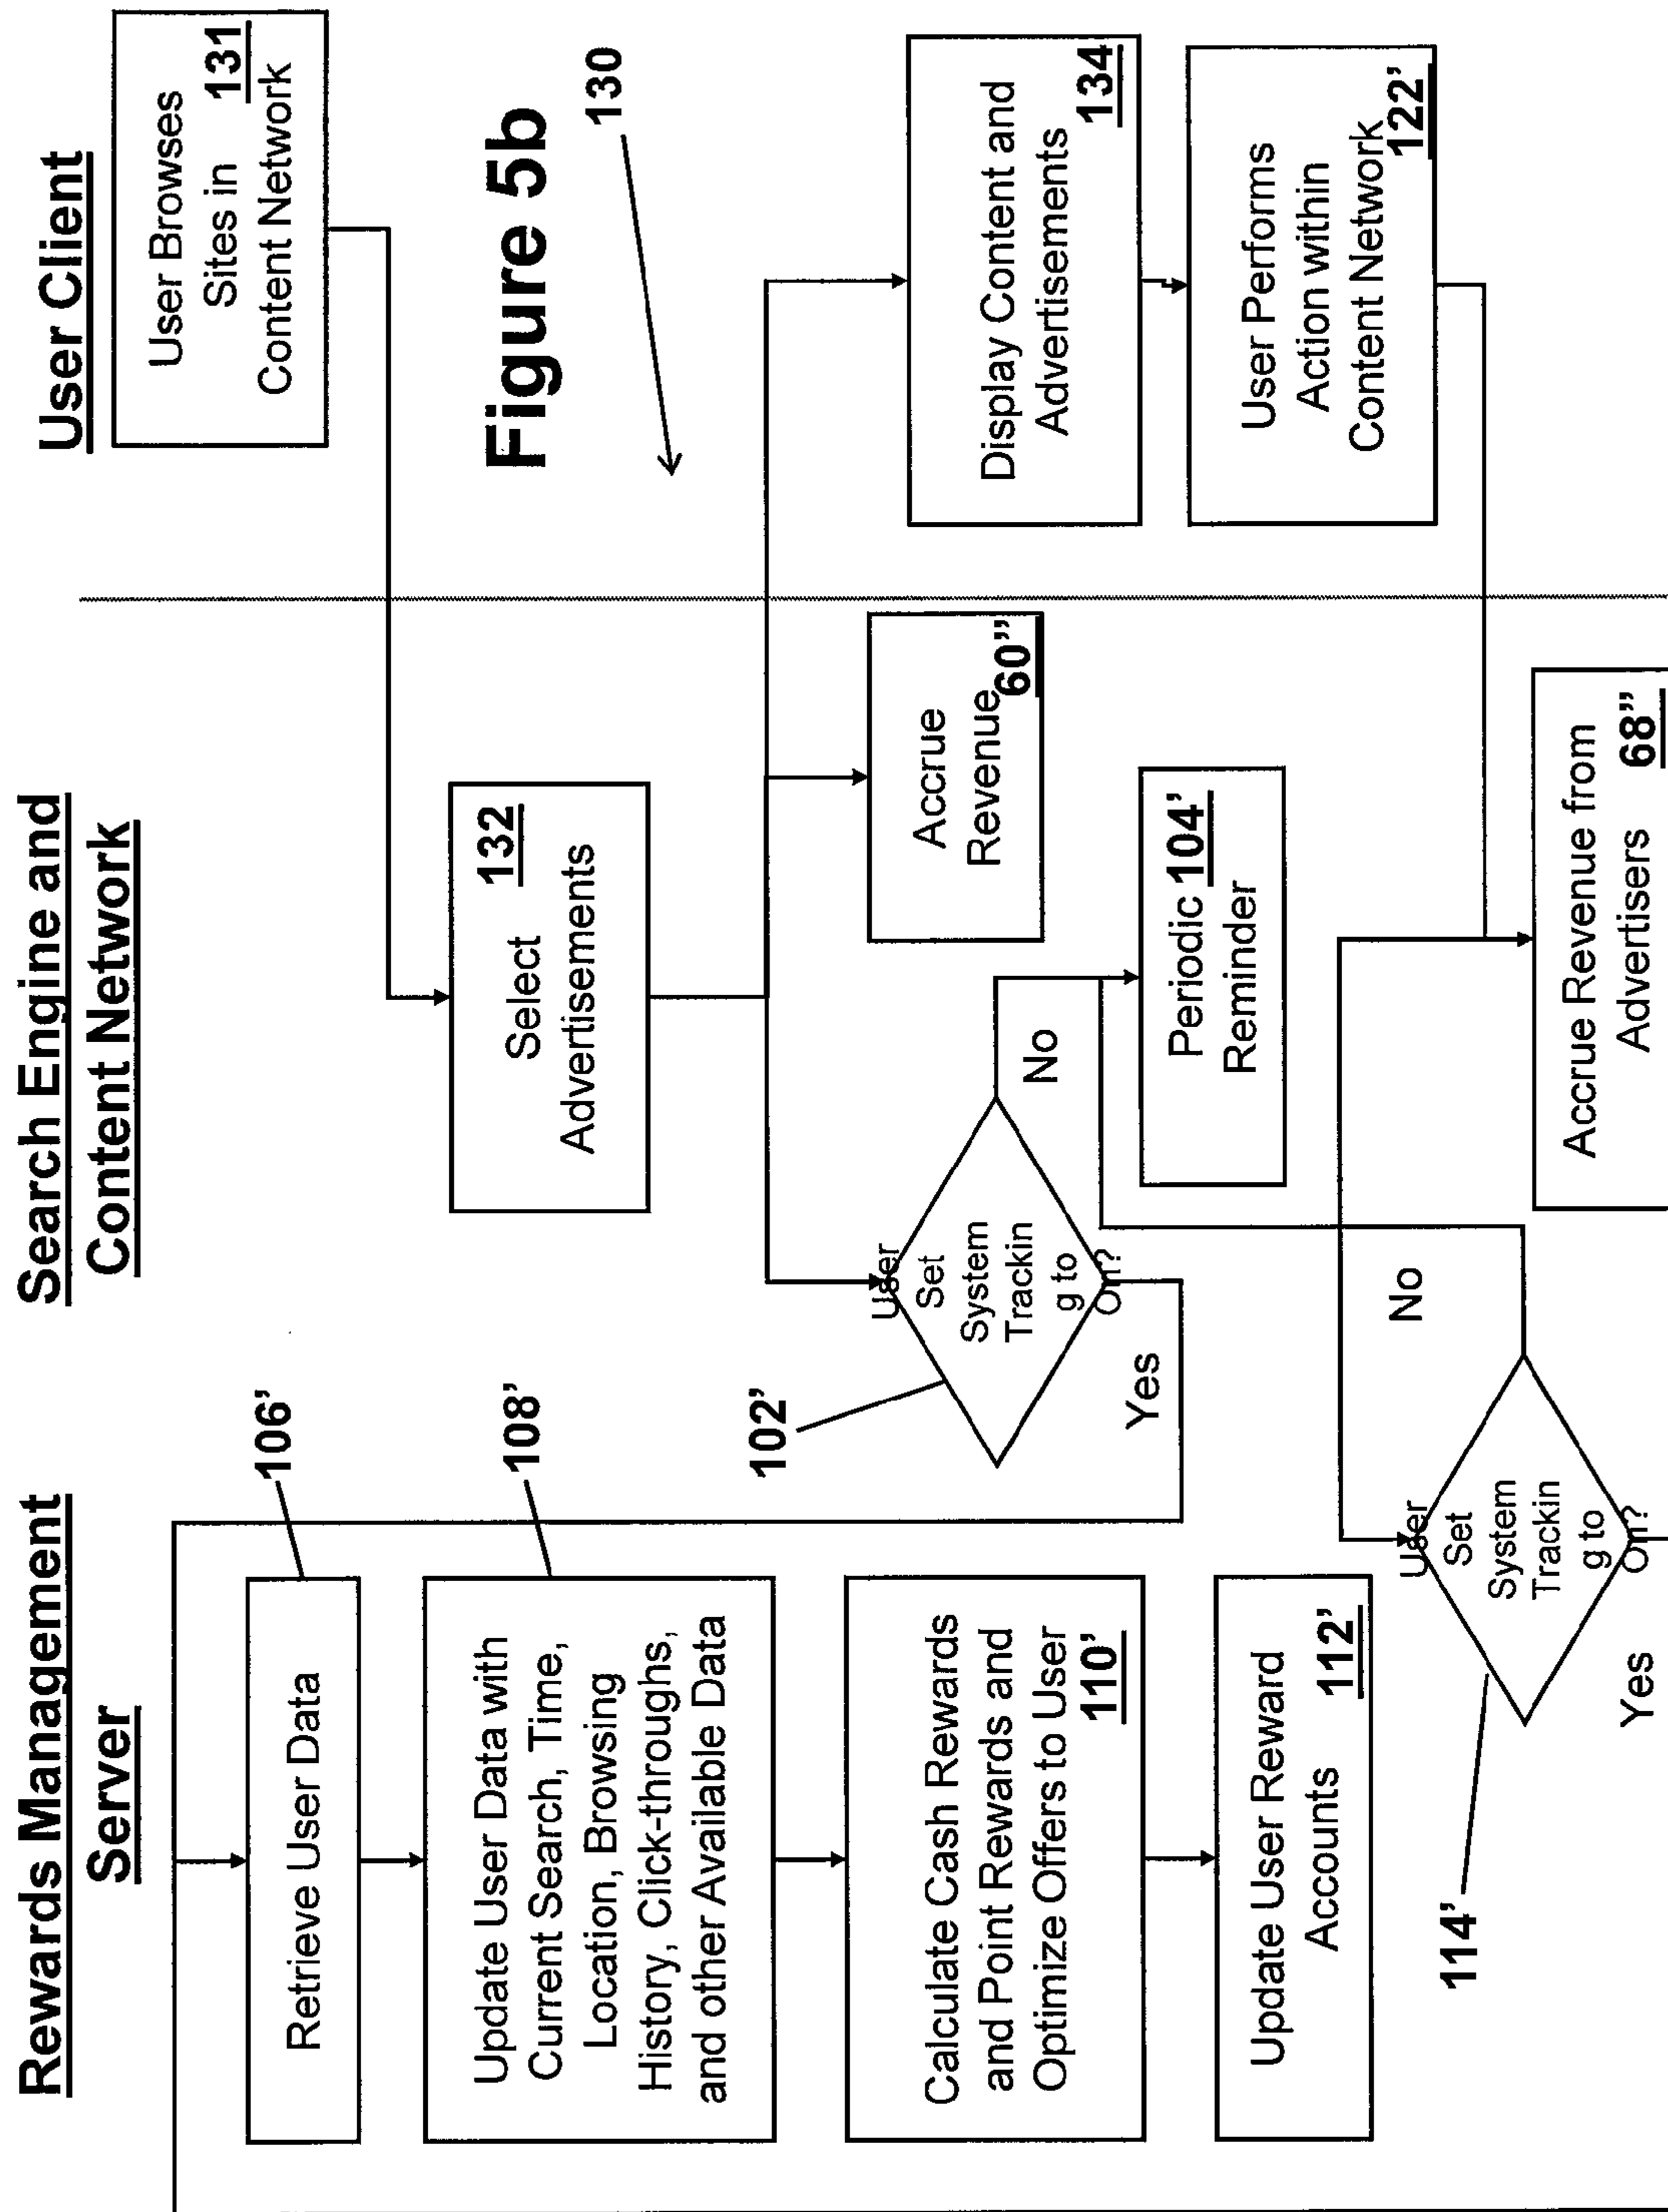 Rewards Management
Server
Search Engine and
Content Network
User Client
User Browses
Sites in 131
Content Network
132
Select
Advertisements
Figure 5b
130
106'
Retrieve User Data
108'
Update User Data with
Current Search, Time,
Location, Browsing
History, Click-throughs,
and other Available Data
102'
User
Set
System
Trackin
g to
On?
No
Yes
Accrue
Revenue
60”
Display Content and
Advertisements
134
Calculate Cash Rewards
and Point Rewards and
Optimize Offers to User
110'
Periodic 104'
Reminder
User Performs
Action within
Content Network
122'
Update User Reward
Accounts 112'
114'
User
Set
System
Trackin
g to
On?
No
Yes
Accrue Revenue from
Advertisers 68”